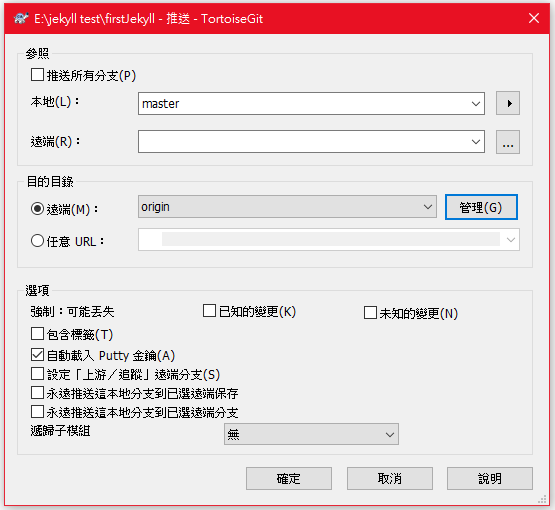 E:\jekyll test\firstJekyll - 推送 - TortoiseGit
參照
推送所有分支(P)
本地(L)：
master
遠端(R)：
...
目的目錄
遠端(M)：
origin
管理(G)
任意 URL：
選項
強制：可能丟失
已知的變更(K)
未知的變更(N)
包含標籤(T)
自動載入 Putty 金鑰(A)
設定「上游／追蹤」遠端分支(S)
永遠推送這本地分支到已選遠端保存
永遠推送這本地分支到已選遠端分支
遞歸子模組
無
確定
取消
說明